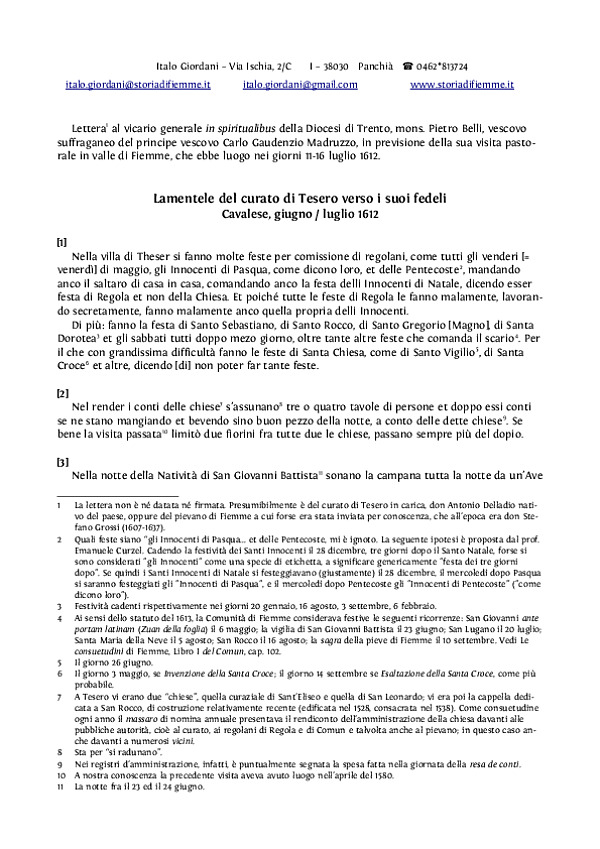 Italo Giordani – Via Ischia, 2/C I – 38030 Panchià ☎ 0462*813724
italo.giordani@storiadifiemme.it italo.giordani@gmail.com www.storiadifiemme.it
Lettera¹ al vicario generale in spiritualibus della Diocesi di Trento, mons. Pietro Belli, vescovo
suffraganeo del principe vescovo Carlo Gaudenzio Madruzzo, in previsione della sua visita pasto-
rale in valle di Fiemme, che ebbe luogo nei giorni 11-16 luglio 1612.
Lamentele del curato di Tesero verso i suoi fedeli
Cavalese, giugno / luglio 1612
[1]
Nella villa di Theser si fanno molte feste per comissione di regolani, come tutti gli venderi [=
venerdì] di maggio, gli Innocenti di Pasqua, come dicono loro, et delle Pentecoste², mandando
anco il saltaro di casa in casa, comandando anco la festa delli Innocenti di Natale, dicendo esser
festa di Regola et non della Chiesa. Et poiché tutte le feste di Regole le fanno malamente, lavoran-
do secretamente, fanno malamente anco quella propria delli Innocenti.
Di più: fanno la festa di Santo Sebastiano, di Santo Rocco, di Santo Gregorio [Magno], di Santa
Dorotea³ et gli sabbati tutti doppo mezo giorno, oltre tante altre feste che comanda il scario⁴. Per
il che con grandissima difficultà fanno le feste di Santa Chiesa, come di Santo Vigilio⁵, di Santa
Croce⁶ et altre, dicendo [di] non poter far tante feste.
[2]
Nel render i conti delle chiese⁷ s'assunano⁸ tre o quatro tavole di persone et doppo essi conti
se ne stano mangiando et bevendo sino buon pezzo della notte, a conto delle dette chiese⁹. Se
bene la visita passata¹⁰ limitò due fiorini fra tutte due le chiese, passano sempre più del dopio.
[3]
Nella notte della Natività di San Giovanni Battista¹¹ sonano la campana tutta la notte da un'Ave
1 La lettera non è né datata né firmata. Presumibilmente è del curato di Tesero in carica, don Antonio Delladio nati-
vo del paese, oppure del pievano di Fiemme a cui forse era stata inviata per conoscenza, che all'epoca era don Ste-
fano Grossi (1607-1637).
2 Quali feste siano "gli Innocenti di Pasqua... et delle Pentecoste, mi è ignoto. La seguente ipotesi è proposta dal prof.
Emanuele Curzel. Cadendo la festività dei Santi Innocenti il 28 dicembre, tre giorni dopo il Santo Natale, forse si
sono considerati "gli Innocenti" come una specie di etichetta, a significare genericamente "festa dei tre giorni
dopo". Se quindi i Santi Innocenti di Natale si festeggiavano (giustamente) il 28 dicembre, il mercoledì dopo Pasqua
si saranno festeggiati gli "Innocenti di Pasqua", e il mercoledì dopo Pentecoste gli "Innocenti di Pentecoste" ("come
dicono loro").
3 Festività cadenti rispettivamente nei giorni 20 gennaio, 16 agosto, 3 settembre, 6 febbraio.
4 Ai sensi dello statuto del 1613, la Comunità di Fiemme considerava festive le seguenti ricorrenze: San Giovanni ante
portam latinam (Zuan della foglia) il 6 maggio; la vigilia di San Giovanni Battista il 23 giugno; San Lugano il 20 luglio;
Santa Maria della Neve il 5 agosto; San Rocco il 16 agosto; la sagra della pieve di Fiemme il 10 settembre. Vedi Le
consuetudini di Fiemme, Libro I del Comun, cap. 102.
5 Il giorno 26 giugno.
6 Il giorno 3 maggio, se Invenzione della Santa Croce; il giorno 14 settembre se Esaltazione della Santa Croce, come più
probabile.
7 A Tesero vi erano due "chiese", quella curaziale di Sant'Eliseo e quella di San Leonardo; vi era poi la cappella dedi-
cata a San Rocco, di costruzione relativamente recente (edificata nel 1528, consacrata nel 1538). Come consuetudine
ogni anno il massaro di nomina annuale presentava il rendiconto dell'amministrazione della chiesa davanti alle
pubbliche autorità, cioè al curato, ai regolani di Regola e di Comun e talvolta anche al pievano; in questo caso an-
che davanti a numerosi vicini.
8 Sta per "si radunano".
9 Nei registri d'amministrazione, infatti, è puntualmente segnata la spesa fatta nella giornata della resa de conti.
10 A nostra conoscenza la precedente visita aveva avuto luogo nell'aprile del 1580.
11 La notte fra il 23 ed il 24 giugno.